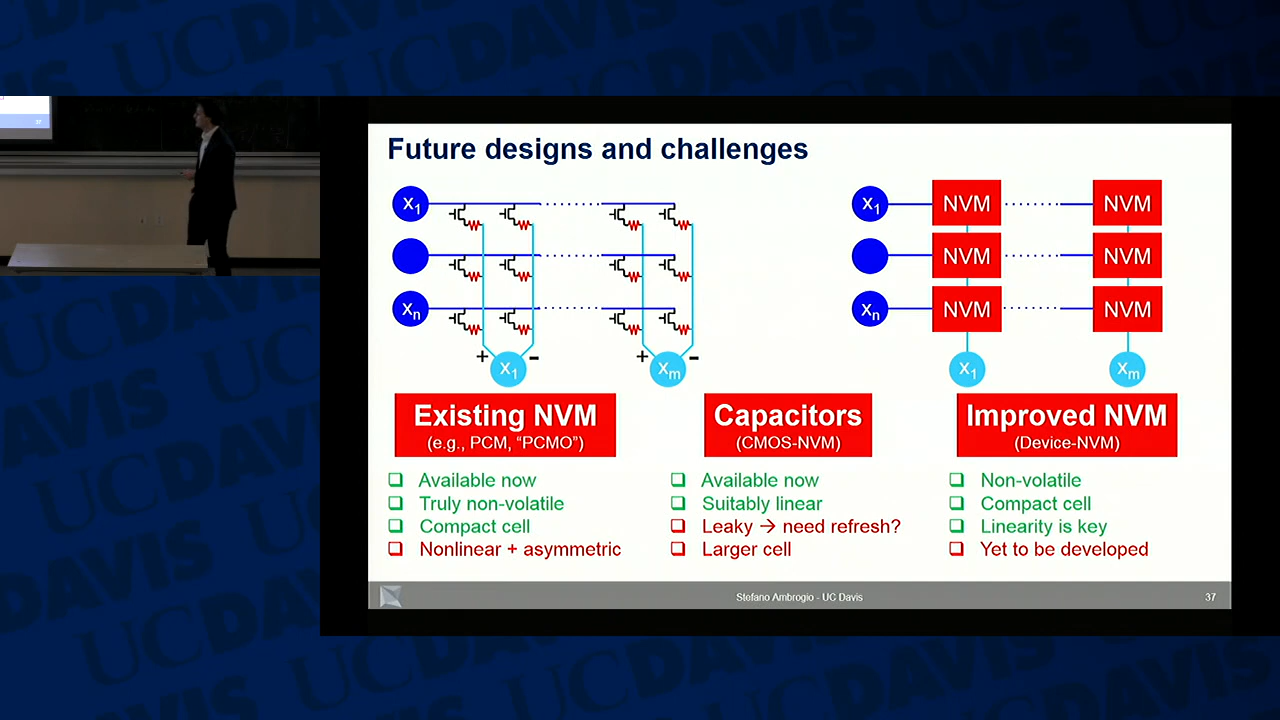 UC DAVIS
Future designs and challenges
x1
xn
+
-
x1
+
-
xm
x1
NVM
NVM
NVM
NVM
xn
NVM
NVM
x1
xm
Existing NVM
(e.g., PCM, “PCMO”)
❑ Available now
❑ Truly non-volatile
❑ Compact cell
❑ Nonlinear + asymmetric
Capacitors
(CMOS-NVM)
❑ Available now
❑ Suitably linear
❑ Leaky → need refresh?
❑ Larger cell
Improved NVM
(Device-NVM)
❑ Non-volatile
❑ Compact cell
❑ Linearity is key
❑ Yet to be developed
Stefano Ambrogio - UC Davis
37